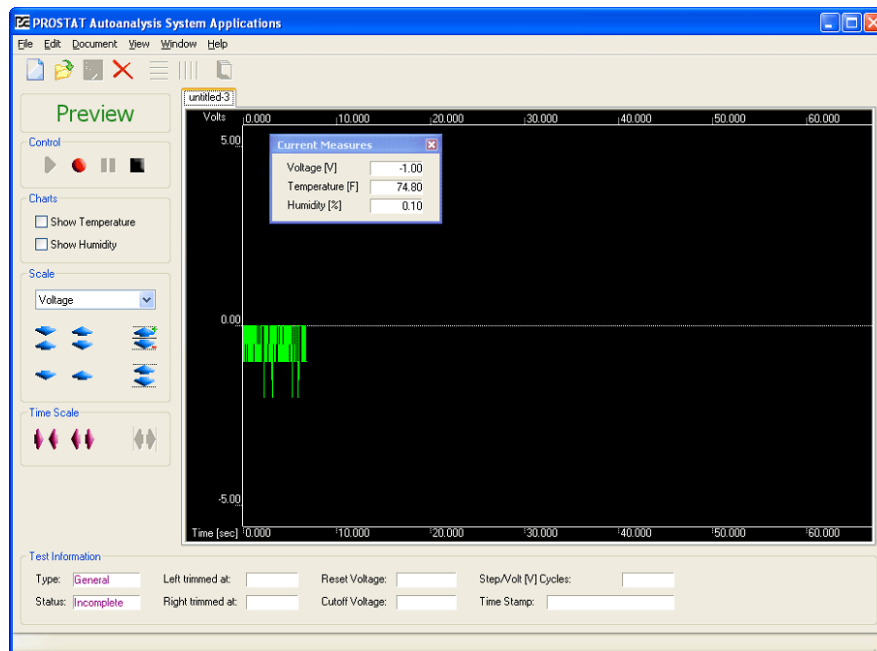 PROSTAT Autoanalysis System Applications
File Edit Document View Window Help
Preview
untitled-3
Volts 0.000 10.000 20.000 30.000 40.000 50.000 60.000
5.00
Current Measures
Voltage [V] -1.00
Temperature [F] 74.80
Humidity [%] 0.10
Control
Charts
Show Temperature
Show Humidity
Scale
Voltage
0.00
Time Scale
-5.00
Time [sec] 0.000 10.000 20.000 30.000 40.000 50.000 60.000
Test Information
Type: General Left trimmed at: Reset Voltage: Step/Volt [V] Cycles:
Status: Incomplete Right trimmed at: Cutoff Voltage: Time Stamp: